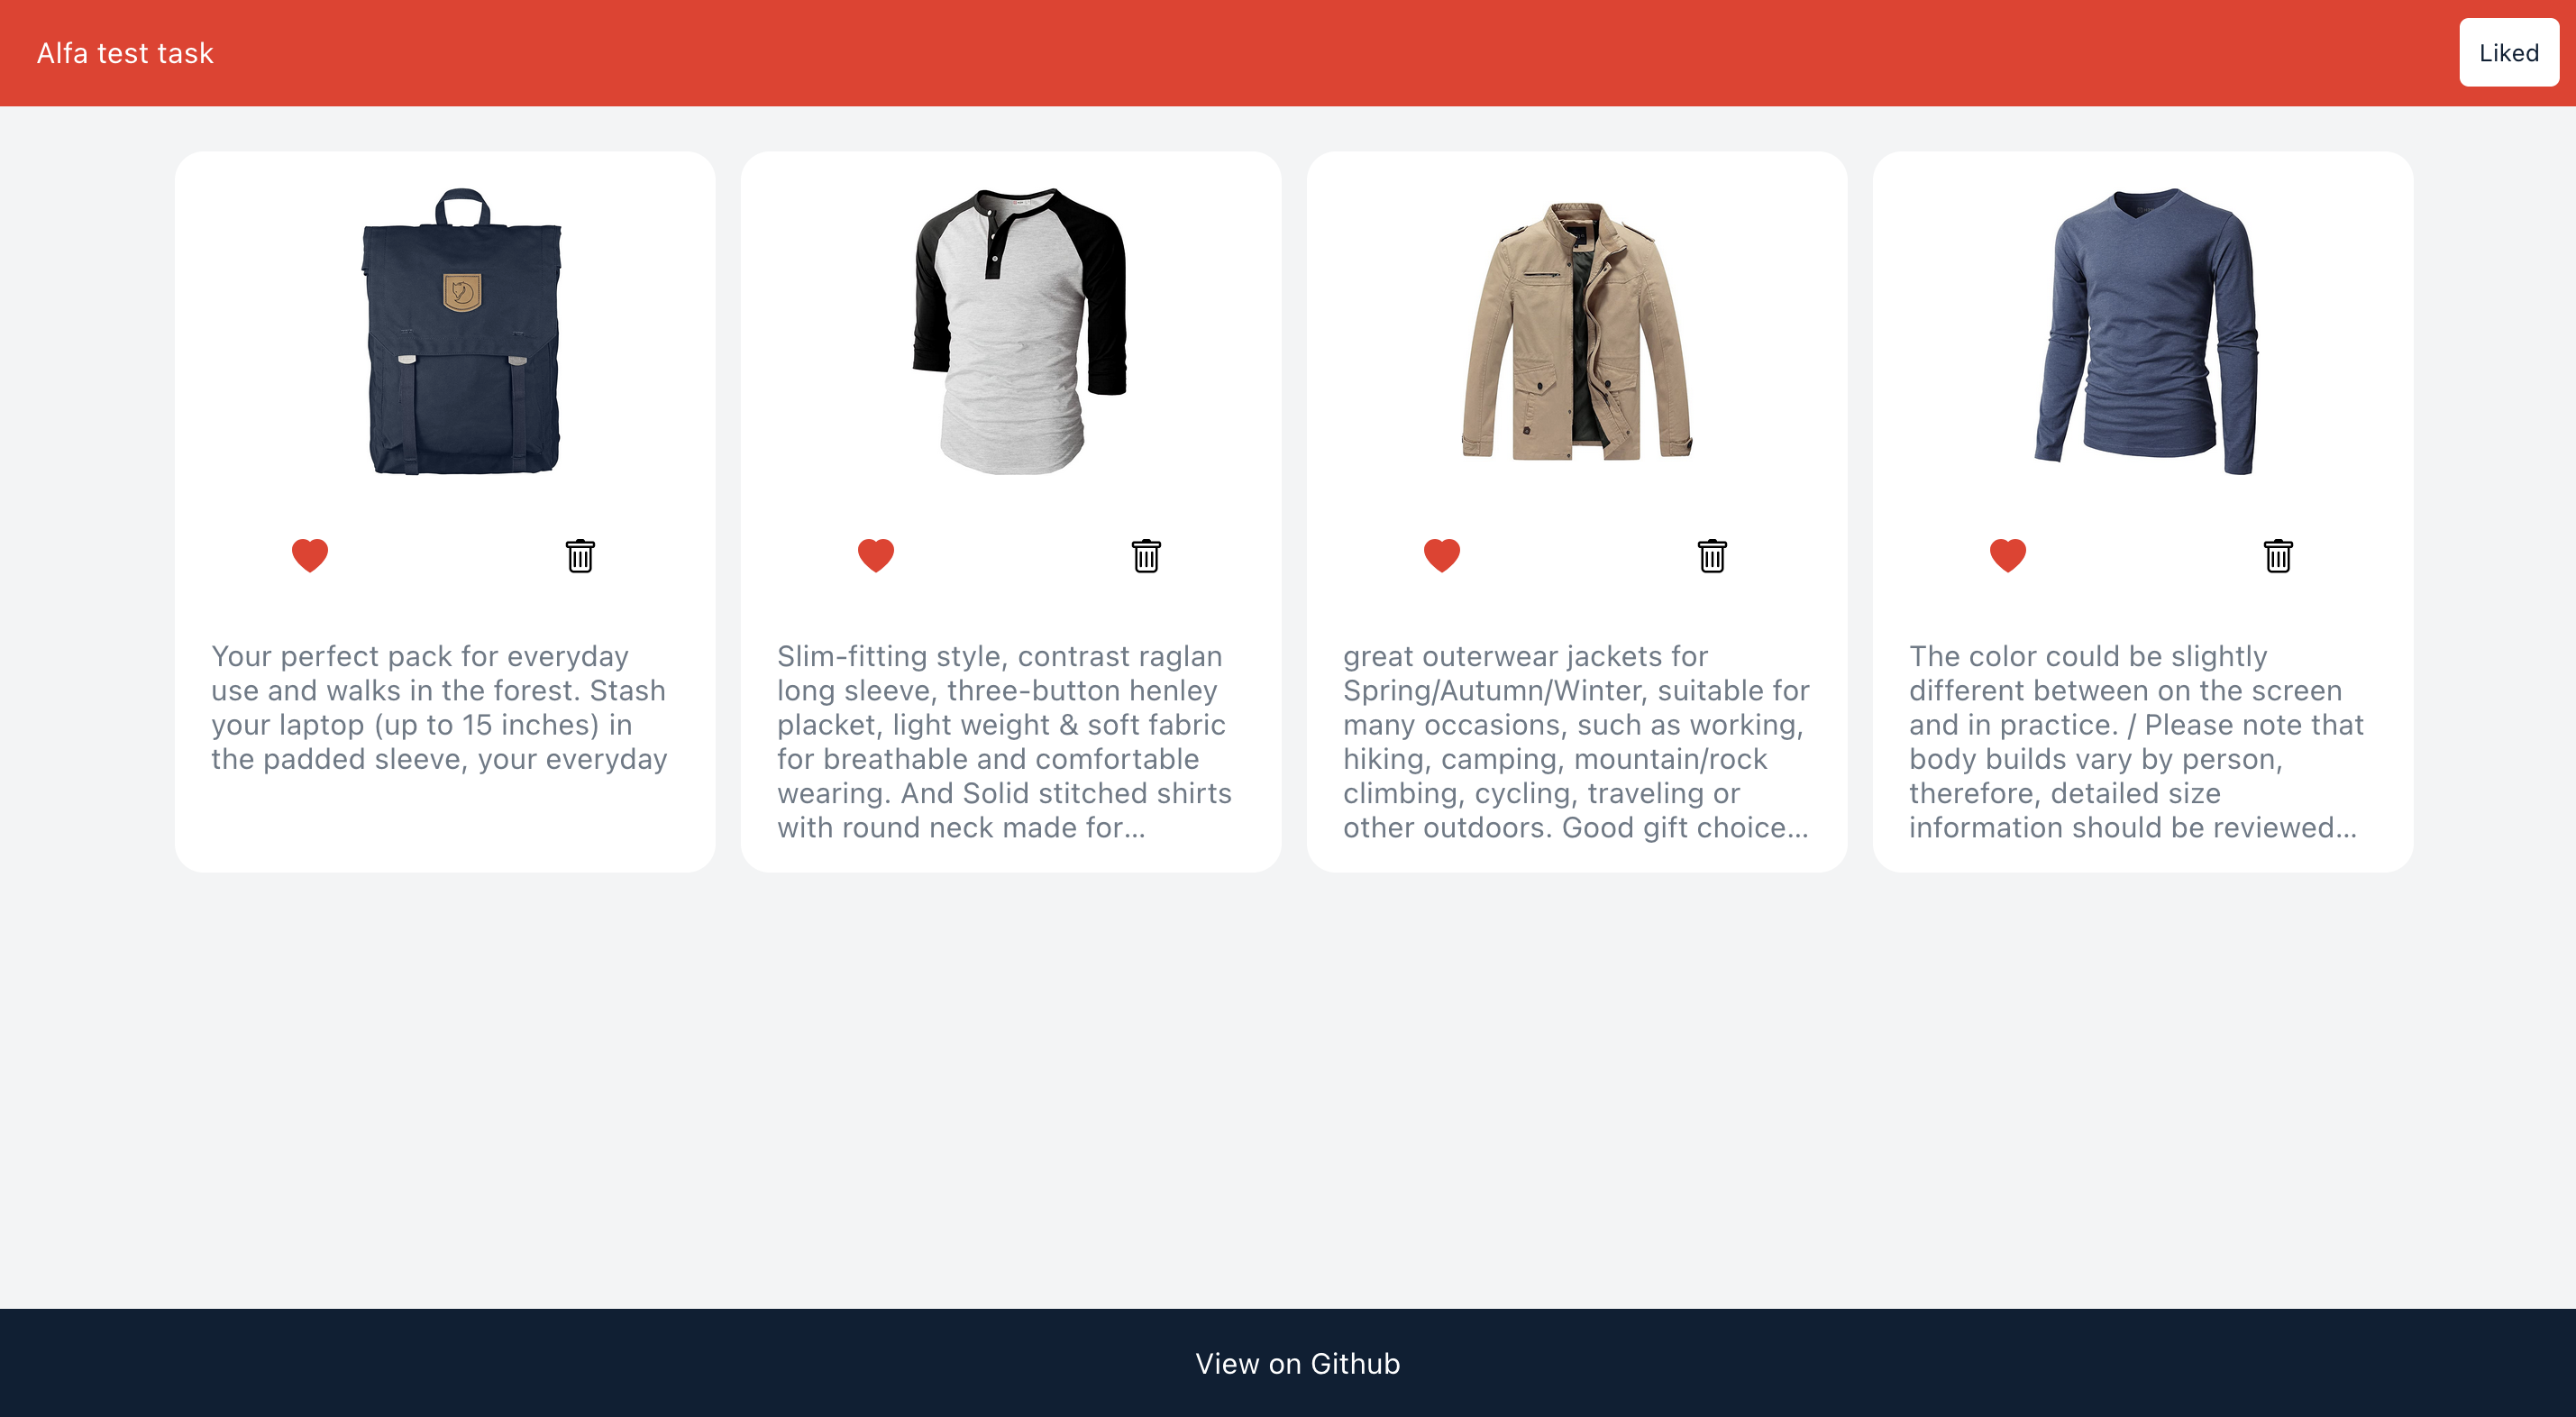 Alfa test task
Liked
Your perfect pack for everyday
use and walks in the forest. Stash
your laptop (up to 15 inches) in
the padded sleeve, your everyday
Slim-fitting style, contrast raglan
long sleeve, three-button henley
placket, light weight & soft fabric
for breathable and comfortable
wearing. And Solid stitched shirts
with round neck made for...
great outerwear jackets for
Spring/Autumn/Winter, suitable for
many occasions, such as working,
hiking, camping, mountain/rock
climbing, cycling, traveling or
other outdoors. Good gift choice...
The color could be slightly
different between on the screen
and in practice. / Please note that
body builds vary by person,
therefore, detailed size
information should be reviewed...
View on Github